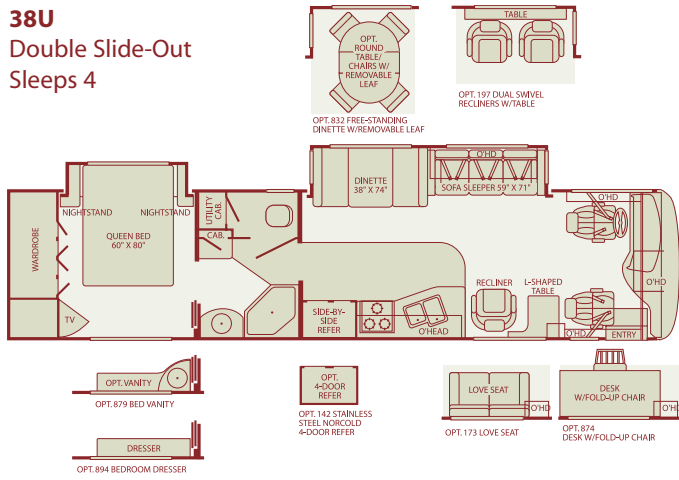 38U
Double Slide-Out
Sleeps 4
OPT.
ROUND
TABLE/
CHAIRS W/
REMOVABLE
LEAF
OPT. 832 FREE-STANDING
DINETTE W/REMOVABLE LEAF
TABLE
OPT. 197 DUAL SWIVEL
RECLINERS W/TABLE
WARDROBE
TV
NIGHTSTAND
NIGHTSTAND
QUEEN BED
60" X 80"
UTILITY
CAB.
CAB.
DINETTE
38" X 74"
O'HD
SOFA SLEEPER 59" X 71"
SIDE-BY-
SIDE
REFER
O'HEAD
RECLINER
L-SHAPED
TABLE
O'HD
O'HD
O'HD
ENTRY
OPT. VANITY
OPT. 879 BED VANITY
DRESSER
OPT. 894 BEDROOM DRESSER
OPT.
4-DOOR
REFER
OPT. 142 STAINLESS
STEEL NORCOLD
4-DOOR REFER
LOVE SEAT
O'HD
OPT. 173 LOVE SEAT
DESK
W/FOLD-UP CHAIR
O'HD
OPT. 874
DESK W/FOLD-UP CHAIR